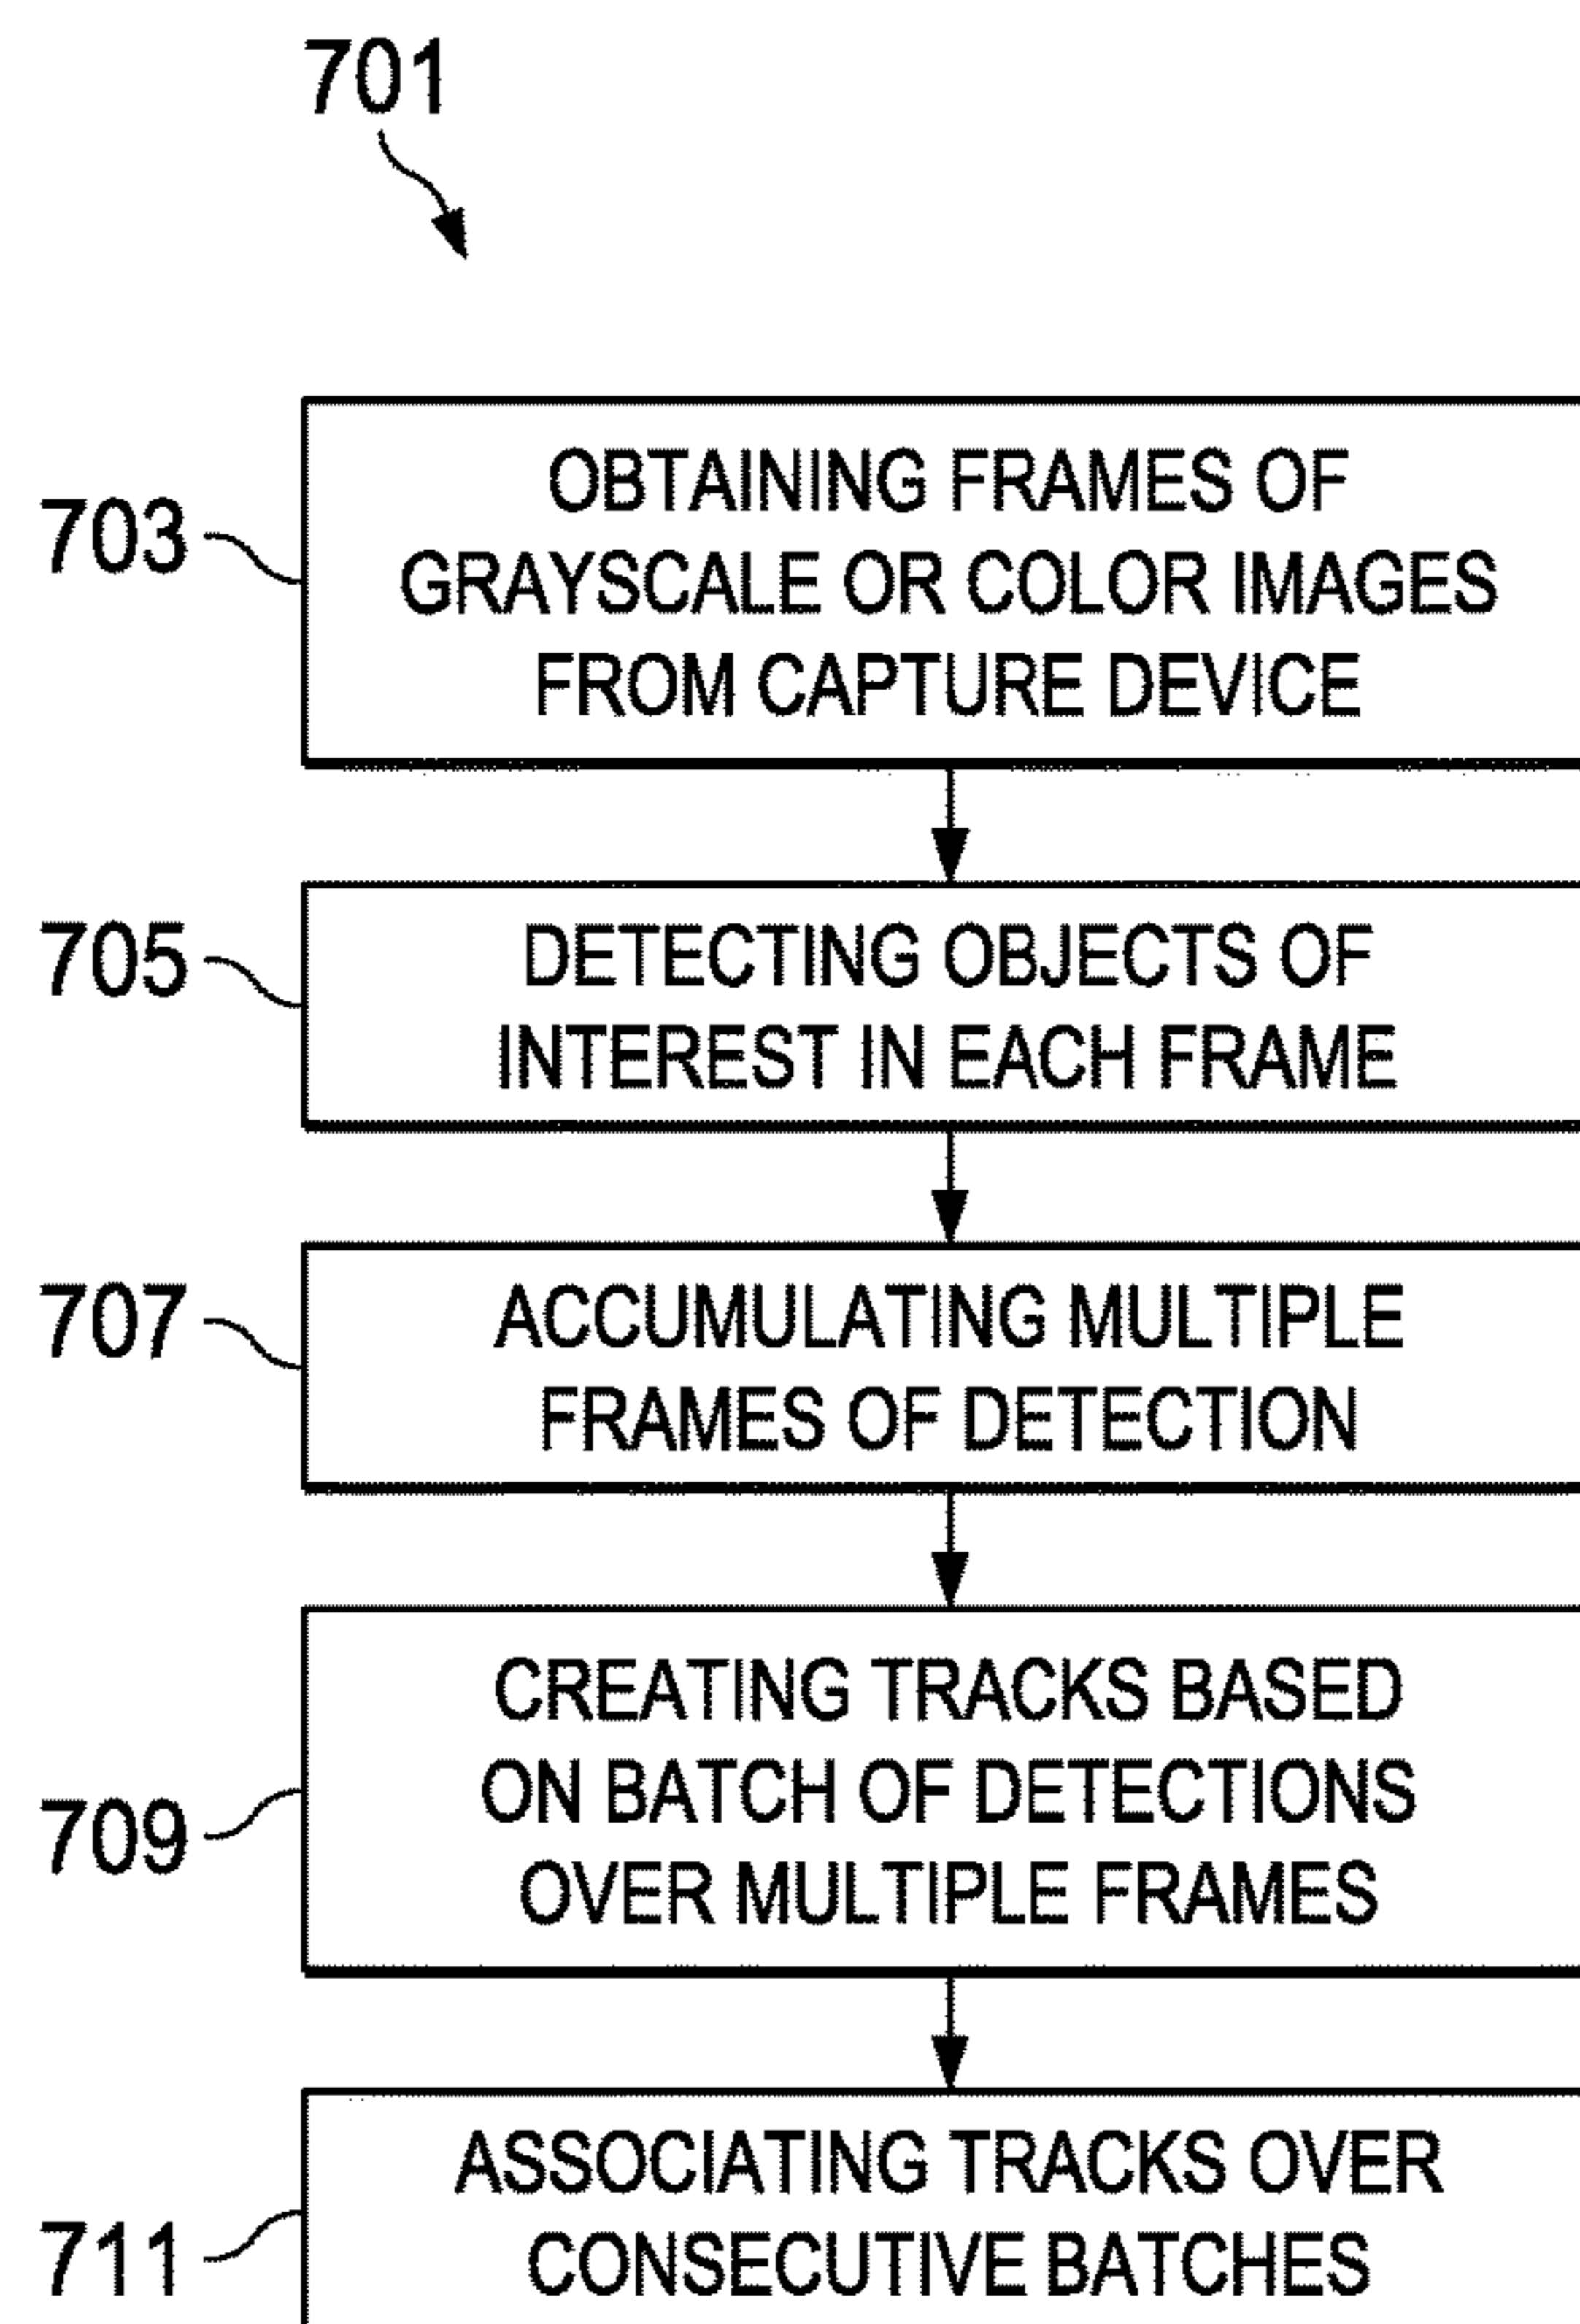 701
703
OBTAINING FRAMES OF
GRAYSCALE OR COLOR IMAGES
FROM CAPTURE DEVICE
705
DETECTING OBJECTS OF
INTEREST IN EACH FRAME
707
ACCUMULATING MULTIPLE
FRAMES OF DETECTION
709
CREATING TRACKS BASED
ON BATCH OF DETECTIONS
OVER MULTIPLE FRAMES
711
ASSOCIATING TRACKS OVER
CONSECUTIVE BATCHES